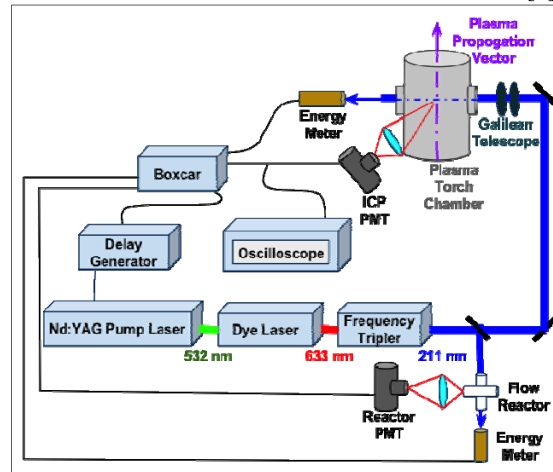 Plasma
Propogation
Vector
Energy
Meter
Galilean
Telescope
Boxcar
ICP
PMT
Plasma
Torch
Chamber
Delay
Generator
Oscilloscope
Nd:YAG Pump Laser
Dye Laser
Frequency
Tripler
532 nm
633 nm
211 nm
Reactor
PMT
Flow
Reactor
Energy
Meter